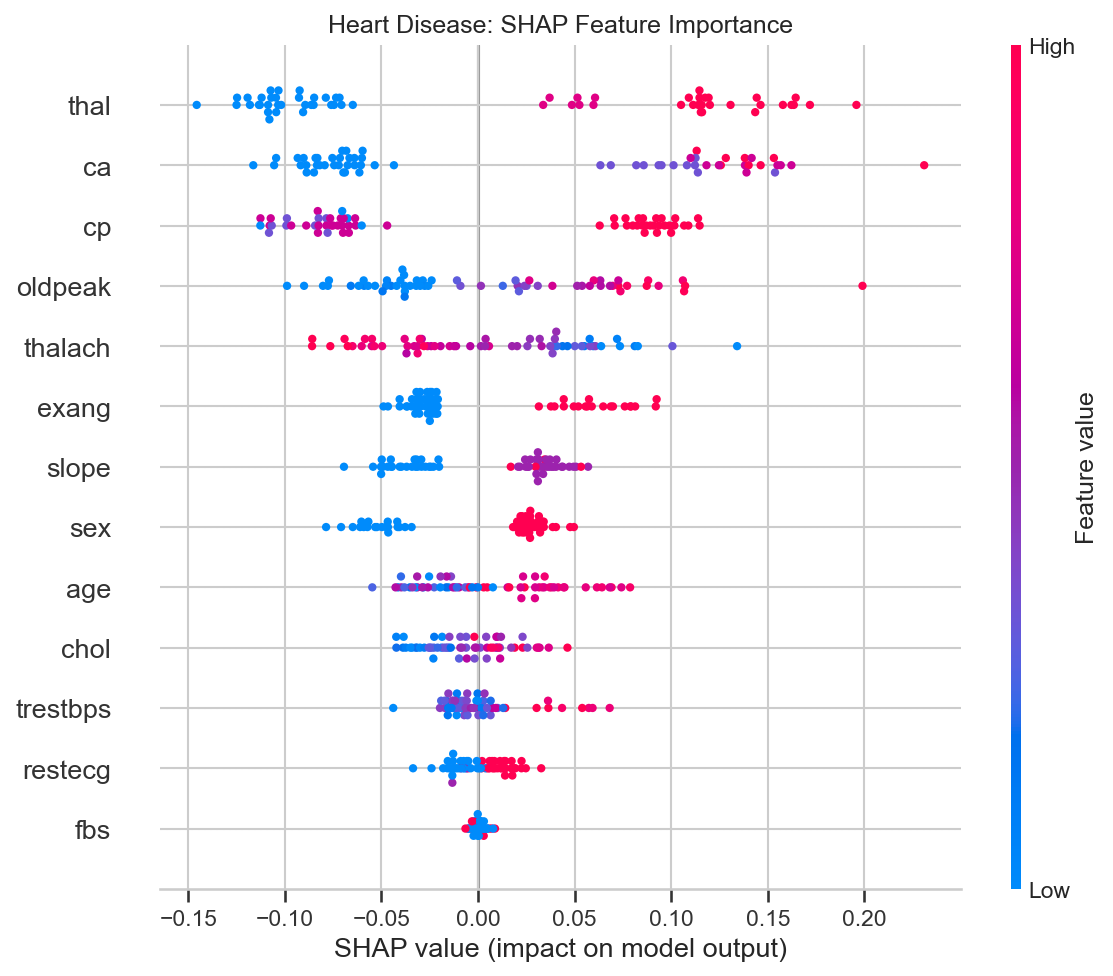 Heart Disease: SHAP Feature Importance
High
thal
ca
cp
oldpeak
thalach
exang
slope
sex
age
chol
trestbps
restecg
fbs
Feature value
Low
−0.15 −0.10 −0.05 0.00 0.05 0.10 0.15 0.20
SHAP value (impact on model output)